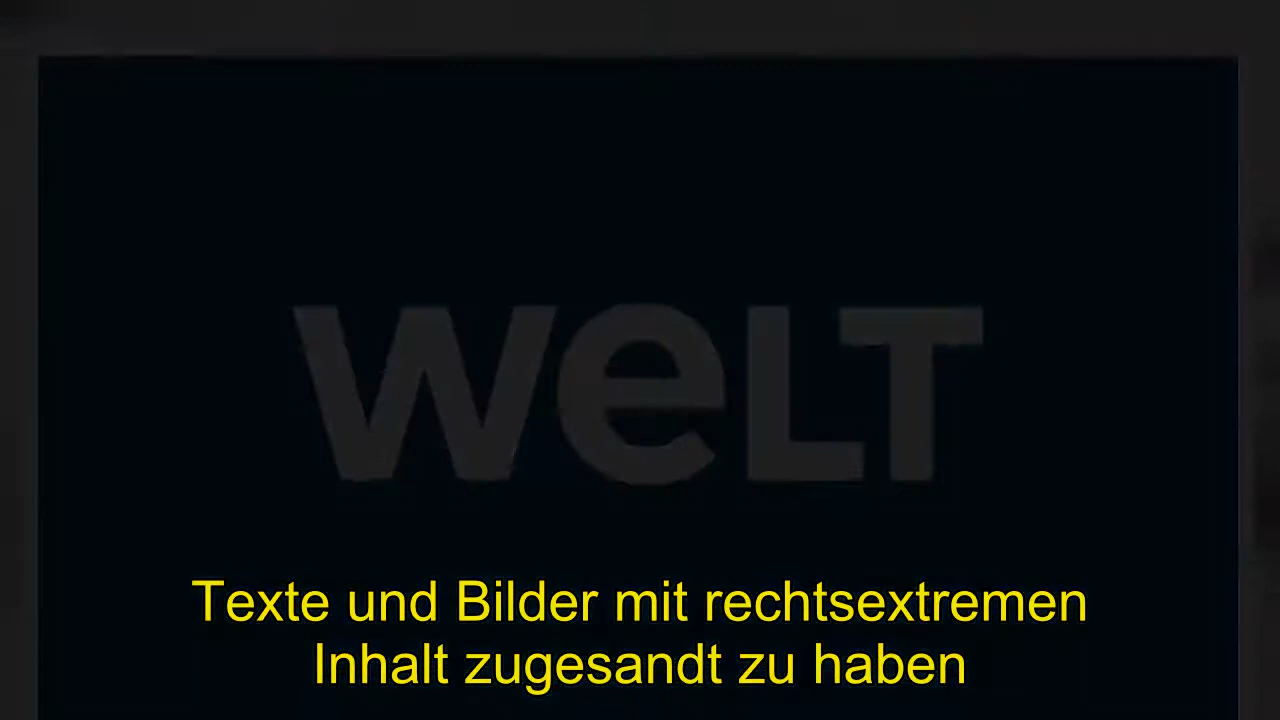 WELT
Texte und Bilder mit rechtsextremen
Inhalt zugesandt zu haben